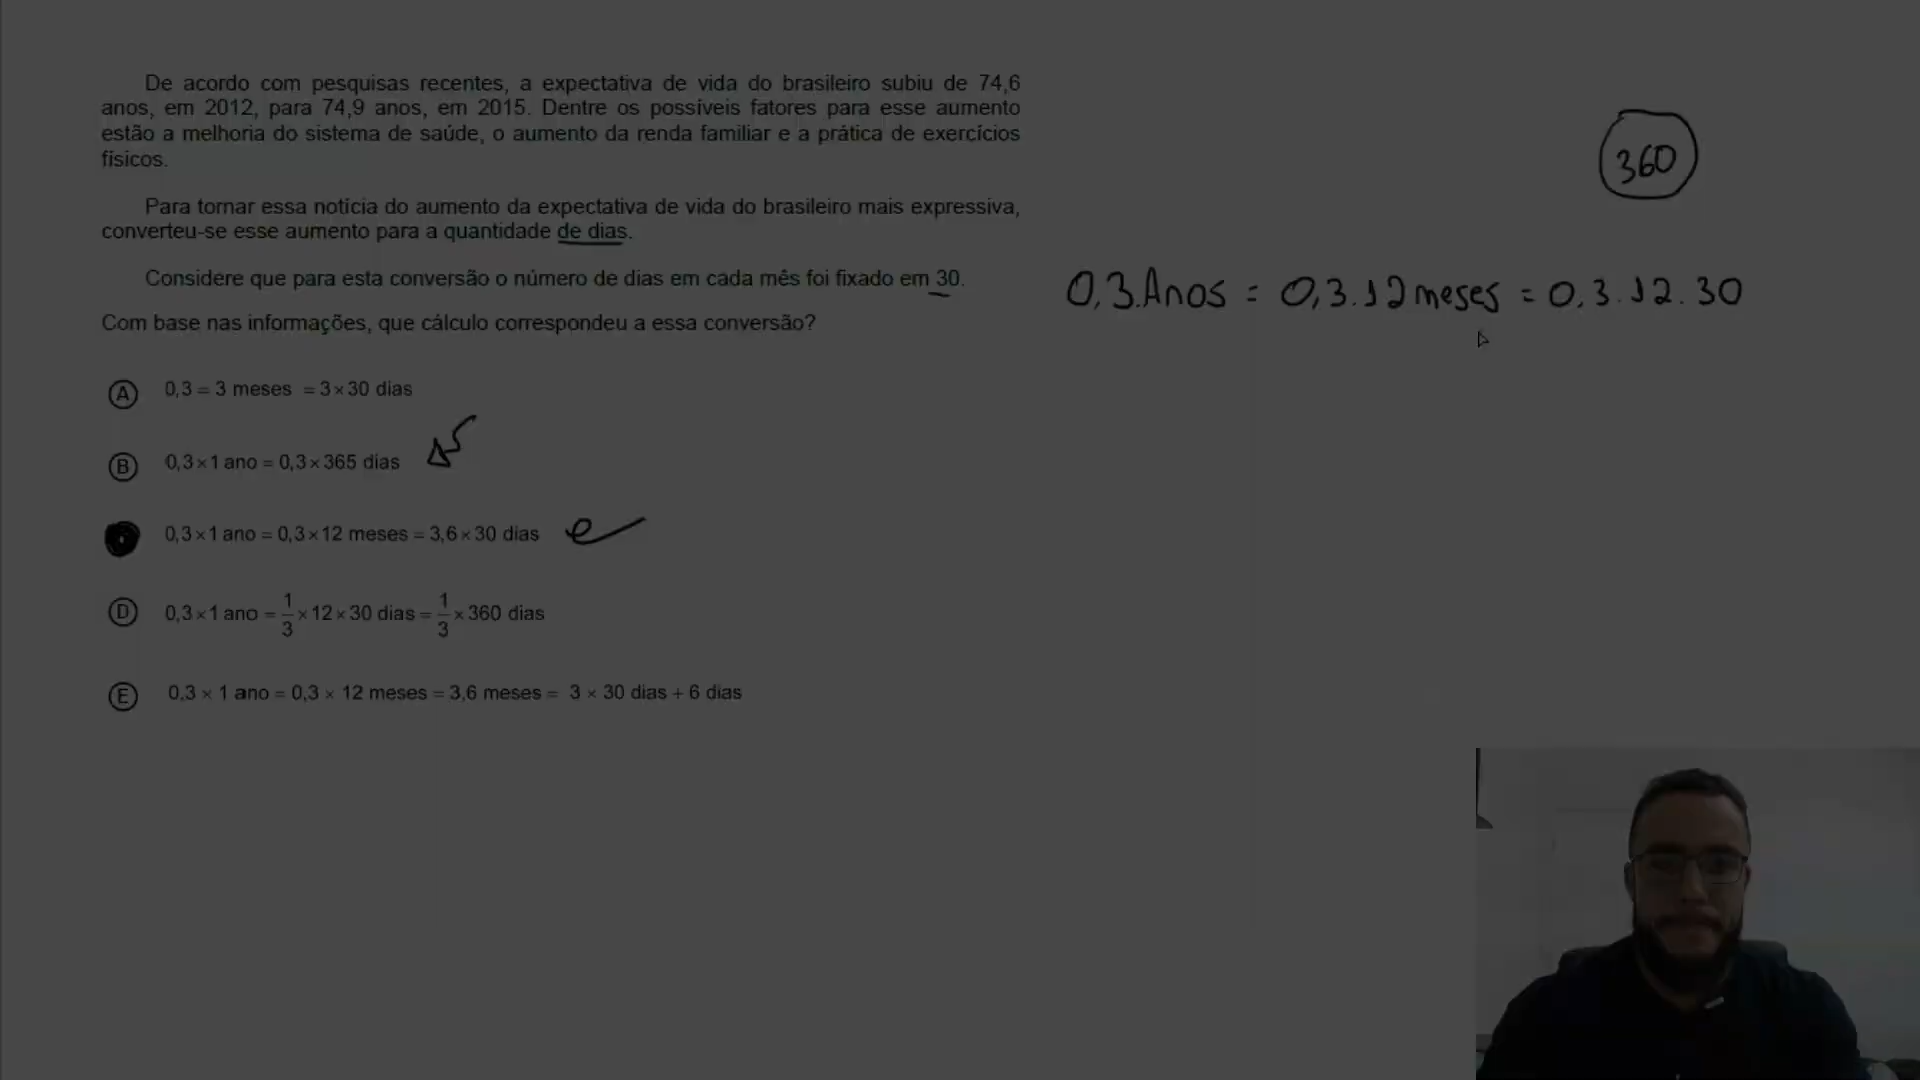 De acordo com pesquisas recentes, a expectativa de vida do brasileiro subiu de 74,6
anos, em 2012, para 74,9 anos, em 2015. Dentre os possíveis fatores para esse aumento
estão a melhoria do sistema de saúde, o aumento da renda familiar e a prática de exercícios
físicos.
Para tornar essa notícia do aumento da expectativa de vida do brasileiro mais expressiva,
converteu-se esse aumento para a quantidade de dias.
Considere que para esta conversão o número de dias em cada mês foi fixado em 30.
Com base nas informações, que cálculo correspondeu a essa conversão?
A 0,3 = 3 meses = 3 × 30 dias
B 0,3 × 1 ano = 0,3 × 365 dias
0,3 × 1 ano = 0,3 × 12 meses = 3,6 × 30 dias
D 0,3 × 1 ano = 1/3 × 12 × 30 dias = 1/3 × 360 dias
E 0,3 × 1 ano = 0,3 × 12 meses = 3,6 meses = 3 × 30 dias + 6 dias
360
0,3.Anos = 0,3.12 meses = 0,3.12.30